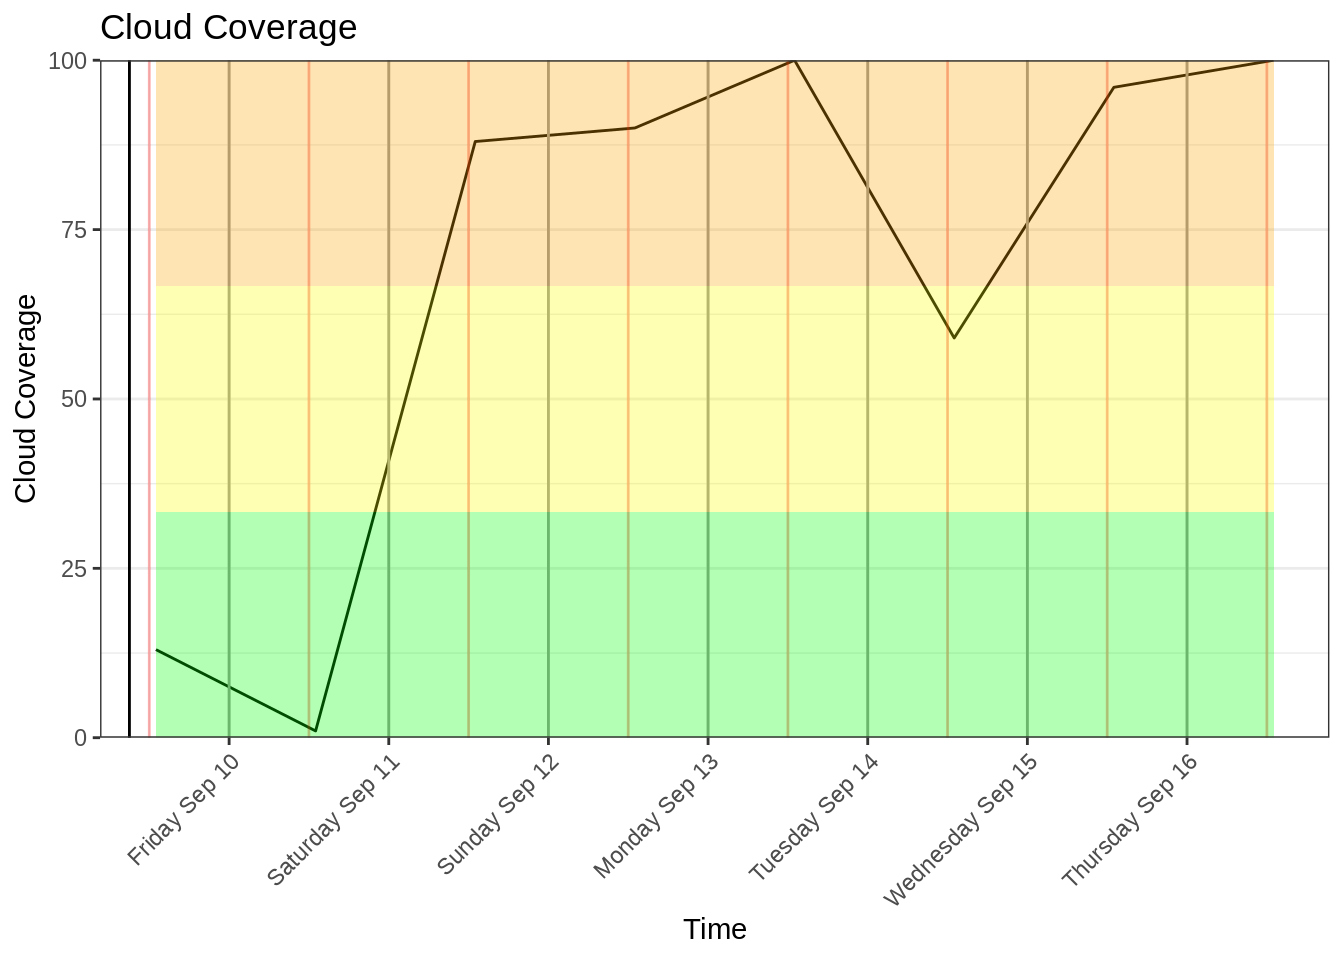 Cloud Coverage
Cloud Coverage
100
75
50
25
0
Friday Sep 10
Saturday Sep 11
Sunday Sep 12
Monday Sep 13
Tuesday Sep 14
Wednesday Sep 15
Thursday Sep 16
Time